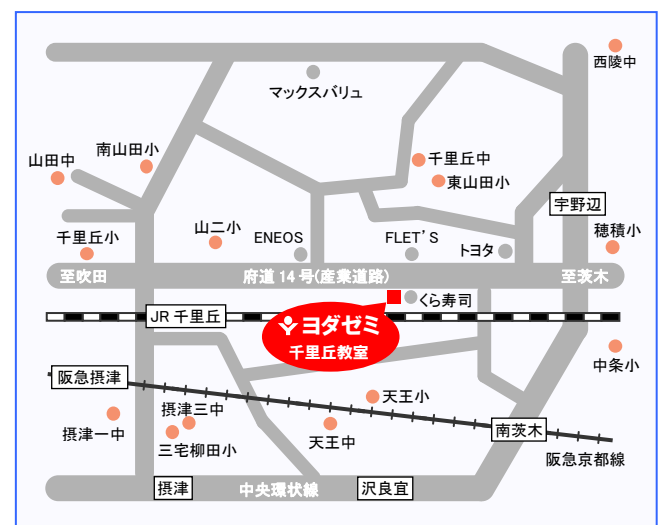 西陵中
マックスバリュ
南山田小
山田中
千里丘中
東山田小
宇野辺
穂積小
山二小
千里丘小
ENEOS
FLET'S
トヨタ
至吹田
府道14号(産業道路)
至茨木
くら寿司
JR千里丘
ヨダゼミ
千里丘教室
中条小
阪急摂津
天王小
摂津三中
摂津一中
天王中
三宅柳田小
南茨木
阪急京都線
摂津
中央環状線
沢良宜